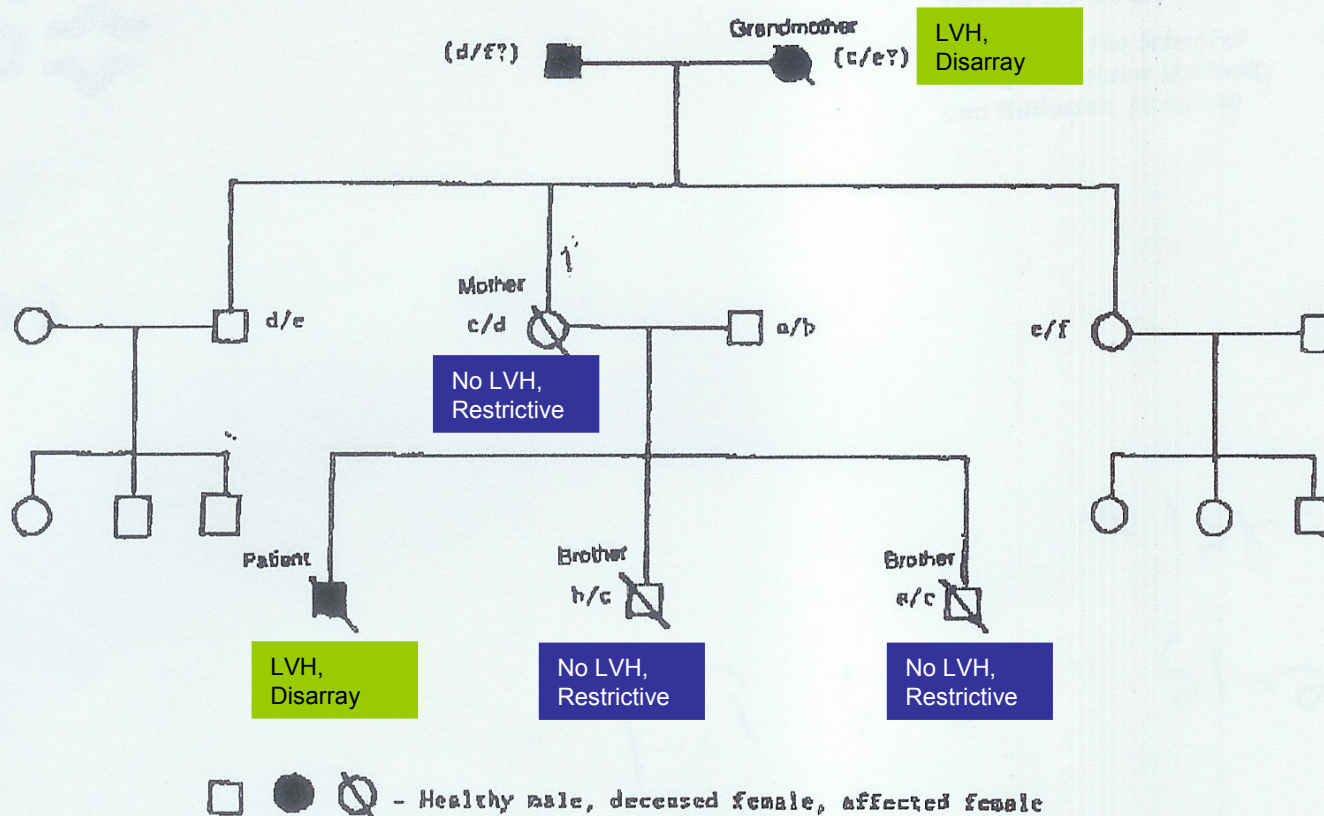 Grandmother
LVH,
Disarray
(d/f?)
(c/e?)
Mother
d/e
c/d
a/b
e/f
No LVH,
Restrictive
Patient
Brother
Brother
b/c
a/c
LVH,
Disarray
No LVH,
Restrictive
No LVH,
Restrictive
- Healthy male, deceased female, affected female